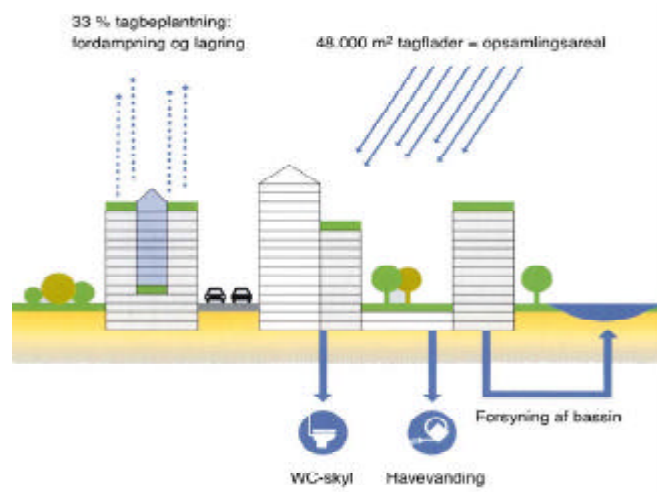 33 % tagbeplantning:
fordampning og lagring
48.000 m² tagflader = opsamlingsareal
Forsyning af bassin
WC-skyl
Havevanding